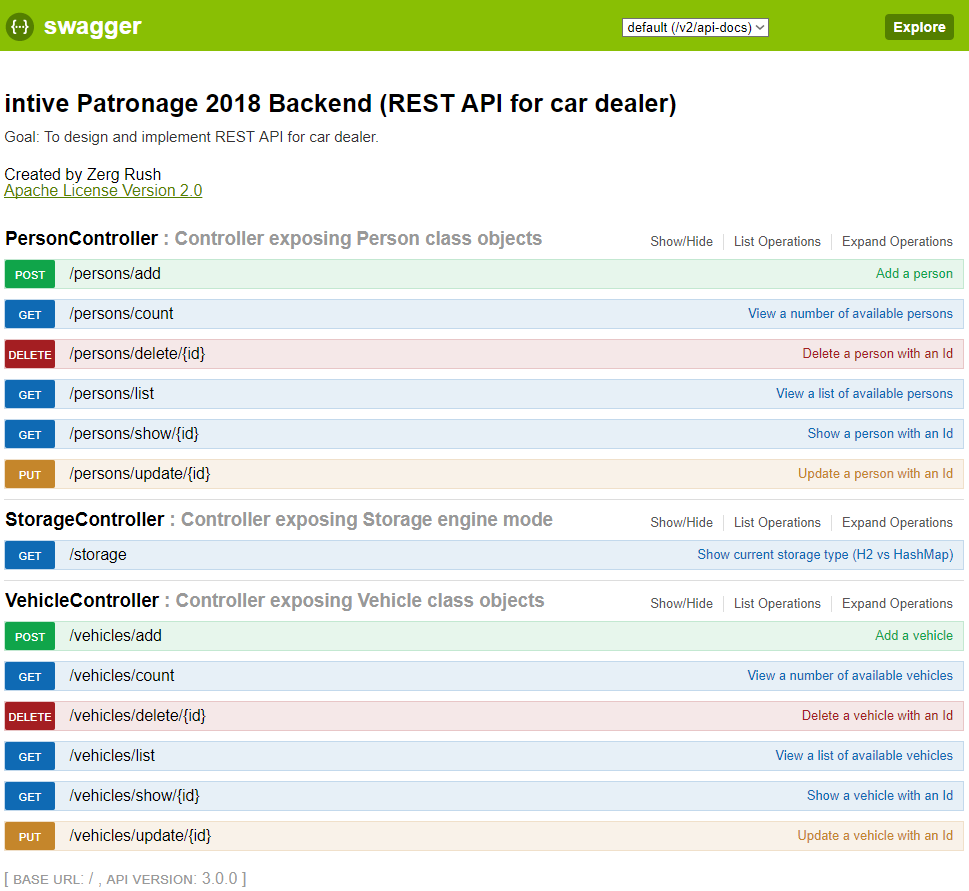 {···} swagger default (/v2/api-docs) Explore
intive Patronage 2018 Backend (REST API for car dealer)
Goal: To design and implement REST API for car dealer.
Created by Zerg Rush
Apache License Version 2.0
PersonController : Controller exposing Person class objects Show/Hide List Operations Expand Operations
POST /persons/add Add a person
GET /persons/count View a number of available persons
DELETE /persons/delete/{id} Delete a person with an Id
GET /persons/list View a list of available persons
GET /persons/show/{id} Show a person with an Id
PUT /persons/update/{id} Update a person with an Id
StorageController : Controller exposing Storage engine mode Show/Hide List Operations Expand Operations
GET /storage Show current storage type (H2 vs HashMap)
VehicleController : Controller exposing Vehicle class objects Show/Hide List Operations Expand Operations
POST /vehicles/add Add a vehicle
GET /vehicles/count View a number of available vehicles
DELETE /vehicles/delete/{id} Delete a vehicle with an Id
GET /vehicles/list View a list of available vehicles
GET /vehicles/show/{id} Show a vehicle with an Id
PUT /vehicles/update/{id} Update a vehicle with an Id
[ BASE URL: / , API VERSION: 3.0.0 ]